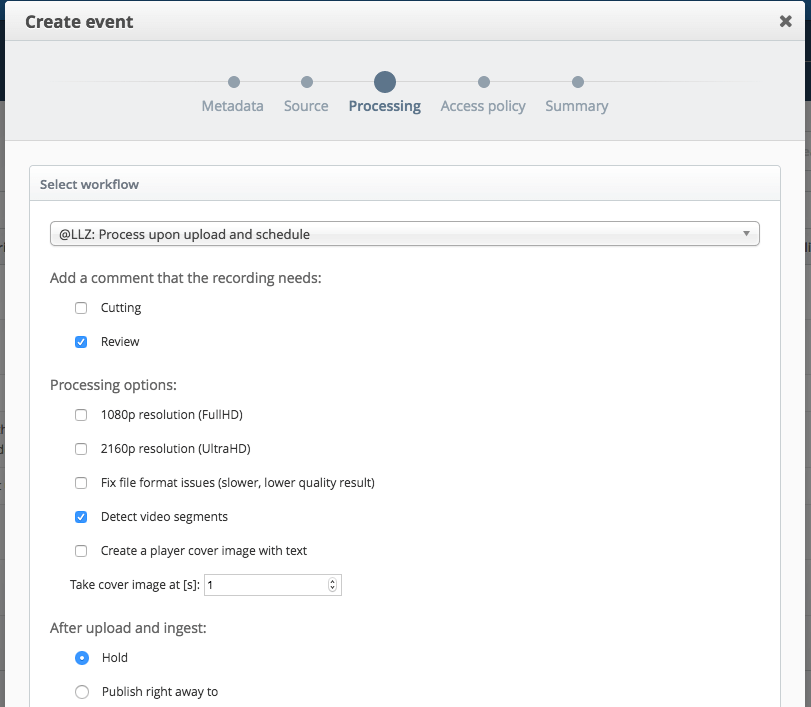 Create event
Metadata
Source
Processing
Access policy
Summary
Select workflow
@LLZ: Process upon upload and schedule
Add a comment that the recording needs:
Cutting
Review
Processing options:
1080p resolution (FullHD)
2160p resolution (UltraHD)
Fix file format issues (slower, lower quality result)
Detect video segments
Create a player cover image with text
Take cover image at [s]: 1
After upload and ingest:
Hold
Publish right away to